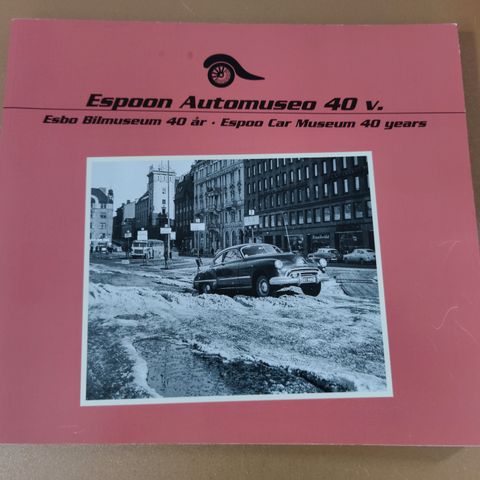 Espoon Automuseo 40 v.
Esbo Bilmuseum 40 år · Espoo Car Museum 40 years